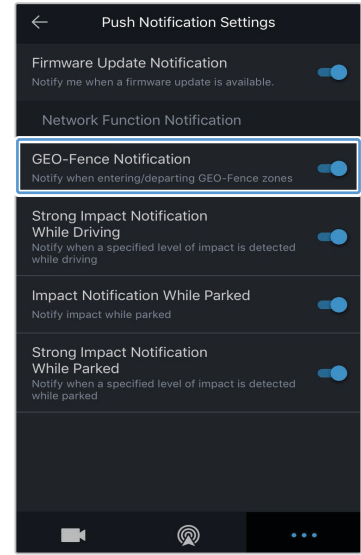 Push Notification Settings
Firmware Update Notification
Notify me when a firmware update is available.
Network Function Notification
GEO-Fence Notification
Notify when entering/departing GEO-Fence zones
Strong Impact Notification
While Driving
Notify when a specified level of impact is detected
while driving
Impact Notification While Parked
Notify impact while parked
Strong Impact Notification
While Parked
Notify when a specified level of impact is detected
while parked